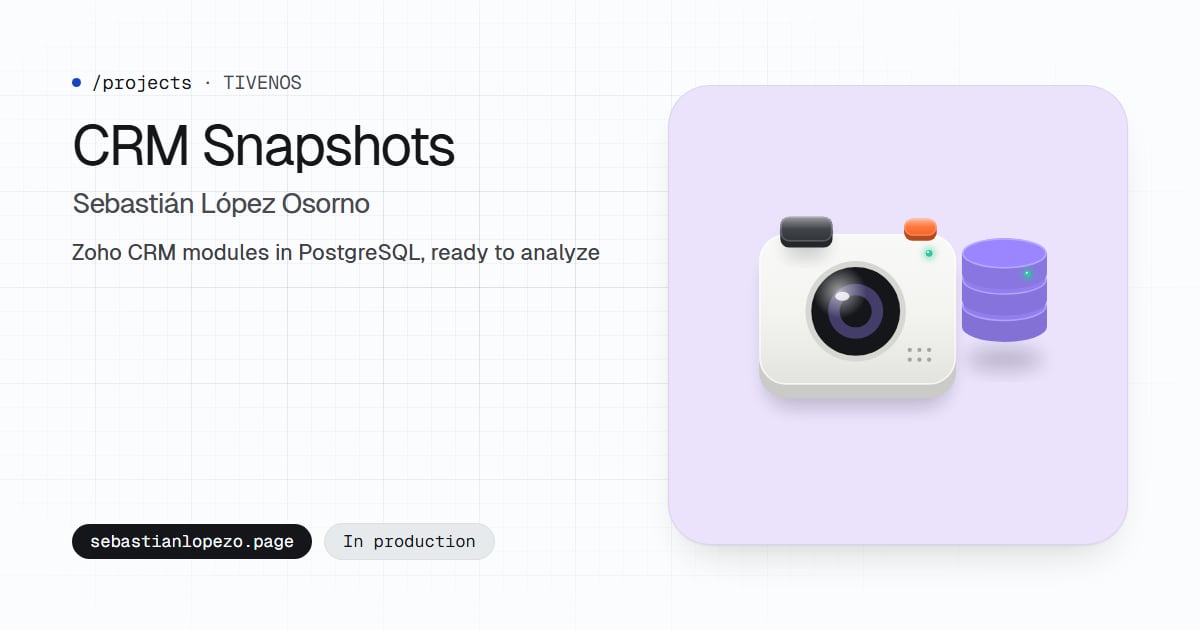 /projects · TIVENOS
CRM Snapshots
Sebastián López Osorno
Zoho CRM modules in PostgreSQL, ready to analyze
sebastianlopezo.page
In production